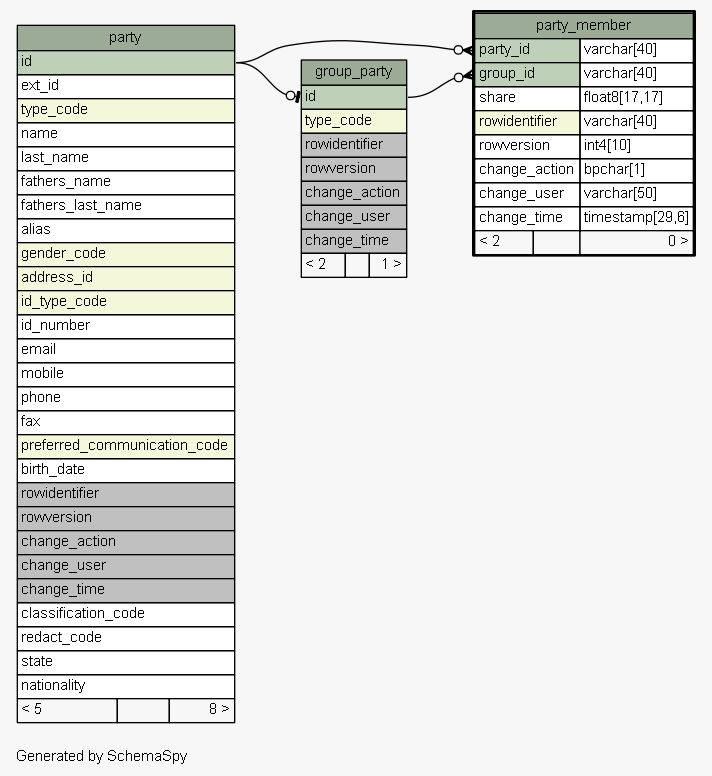 party
id
ext_id
type_code
name
last_name
fathers_name
fathers_last_name
alias
gender_code
address_id
id_type_code
id_number
email
mobile
phone
fax
preferred_communication_code
birth_date
rowidentifier
rowversion
change_action
change_user
change_time
classification_code
redact_code
state
nationality
< 5 8 >
group_party
id
type_code
rowidentifier
rowversion
change_action
change_user
change_time
< 2 1 >
party_member
party_id varchar[40]
group_id varchar[40]
share float8[17,17]
rowidentifier varchar[40]
rowversion int4[10]
change_action bpchar[1]
change_user varchar[50]
change_time timestamp[29,6]
< 2 0 >
Generated by SchemaSpy